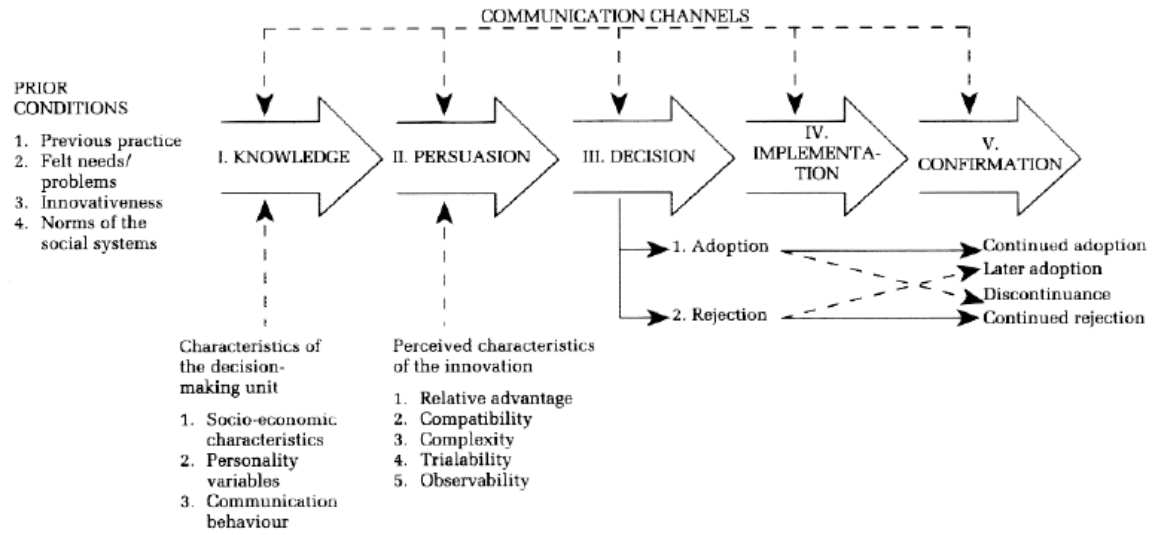 COMMUNICATION CHANNELS
PRIOR
CONDITIONS
1. Previous practice
2. Felt needs/
problems
3. Innovativeness
4. Norms of the
social systems
I. KNOWLEDGE
II. PERSUASION
III. DECISION
IV.
IMPLEMENTA-
TION
V.
CONFIRMATION
1. Adoption
2. Rejection
Continued adoption
Later adoption
Discontinuance
Continued rejection
Characteristics of
the decision-
making unit
1. Socio-economic
characteristics
2. Personality
variables
3. Communication
behaviour
Perceived characteristics
of the innovation
1. Relative advantage
2. Compatibility
3. Complexity
4. Trialability
5. Observability